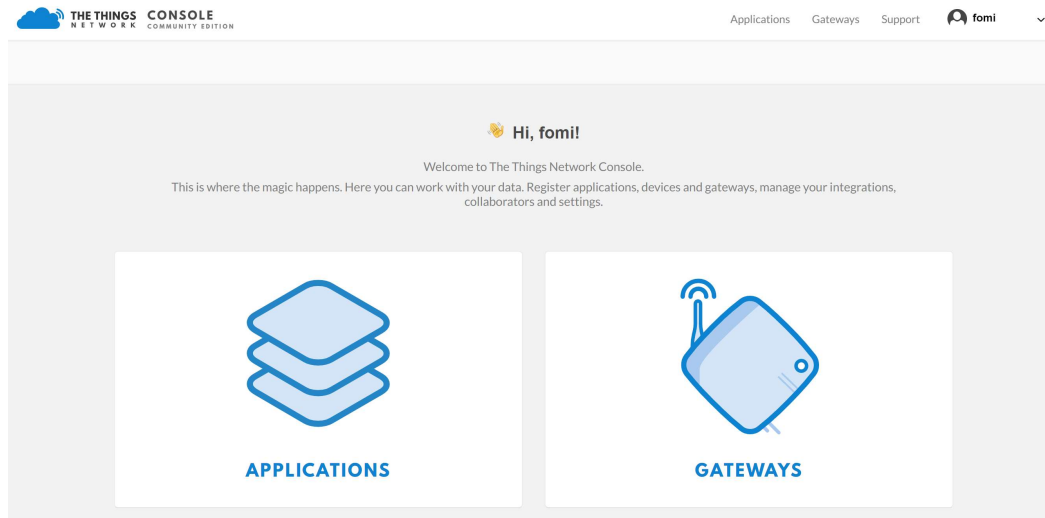 THE THINGS CONSOLE
NETWORK COMMUNITY EDITION
Applications Gateways Support fomi
Hi, fomi!
Welcome to The Things Network Console.
This is where the magic happens. Here you can work with your data. Register applications, devices and gateways, manage your integrations,
collaborators and settings.
APPLICATIONS
GATEWAYS